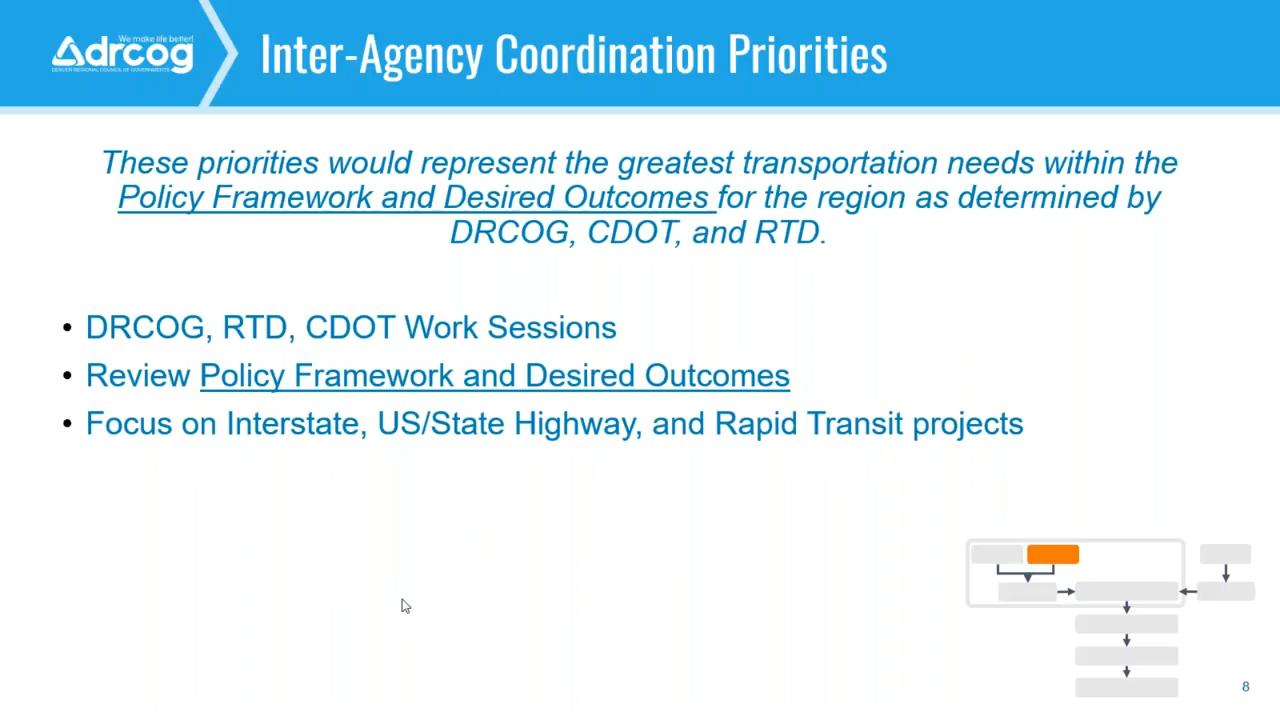 We make life better!
drcog
DENVER REGIONAL COUNCIL OF GOVERNMENTS
Inter-Agency Coordination Priorities
These priorities would represent the greatest transportation needs within the
Policy Framework and Desired Outcomes for the region as determined by
DRCOG, CDOT, and RTD.
• DRCOG, RTD, CDOT Work Sessions
• Review Policy Framework and Desired Outcomes
• Focus on Interstate, US/State Highway, and Rapid Transit projects
8